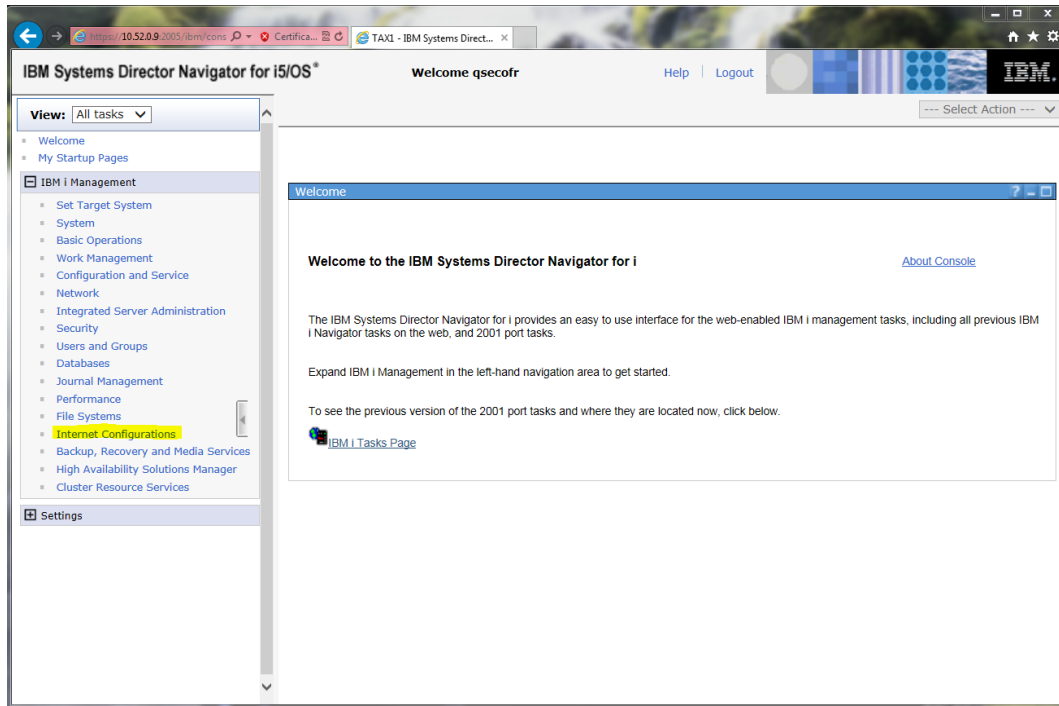 https://10.52.0.9:2005/ibm/cons
Certifica...
TAX1 - IBM Systems Direct...
IBM Systems Director Navigator for i5/OS®
Welcome qsecofr
Help
Logout
IBM.
View: All tasks
--- Select Action ---
Welcome
My Startup Pages
IBM i Management
Set Target System
System
Basic Operations
Work Management
Configuration and Service
Network
Integrated Server Administration
Security
Users and Groups
Databases
Journal Management
Performance
File Systems
Internet Configurations
Backup, Recovery and Media Services
High Availability Solutions Manager
Cluster Resource Services
Settings
Welcome
Welcome to the IBM Systems Director Navigator for i
About Console
The IBM Systems Director Navigator for i provides an easy to use interface for the web-enabled IBM i management tasks, including all previous IBM
i Navigator tasks on the web, and 2001 port tasks.
Expand IBM i Management in the left-hand navigation area to get started.
To see the previous version of the 2001 port tasks and where they are located now, click below.
IBM i Tasks Page